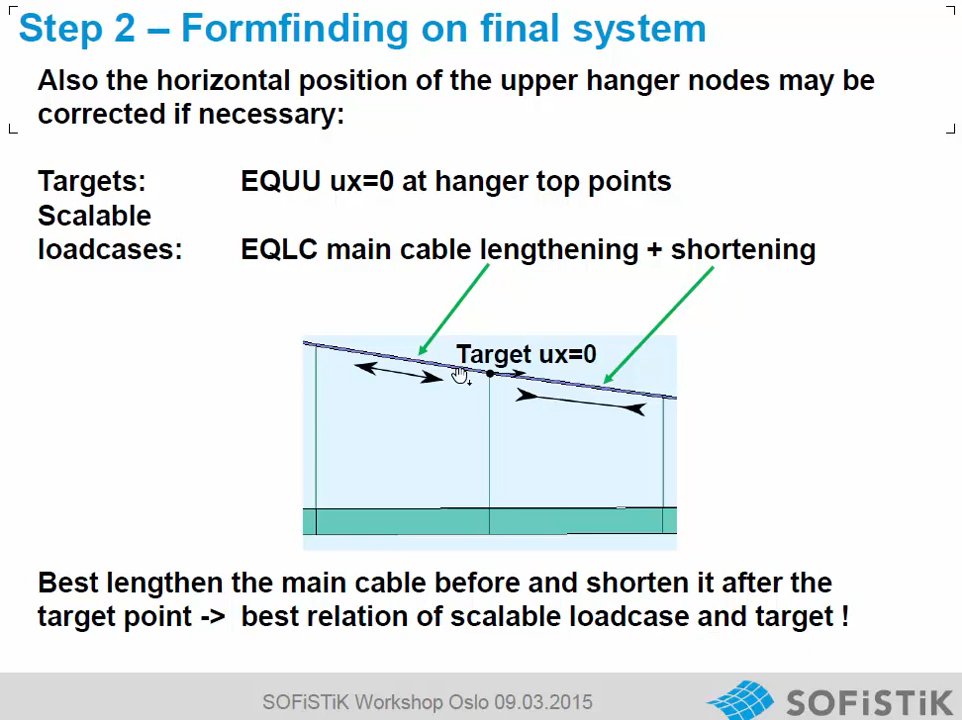 Step 2 – Formfinding on final system
Also the horizontal position of the upper hanger nodes may be
corrected if necessary:
Targets: EQUU ux=0 at hanger top points
Scalable
loadcases: EQLC main cable lengthening + shortening
Target ux=0
Best lengthen the main cable before and shorten it after the
target point -> best relation of scalable loadcase and target !
SOFiSTiK Workshop Oslo 09.03.2015
SOFiSTiK